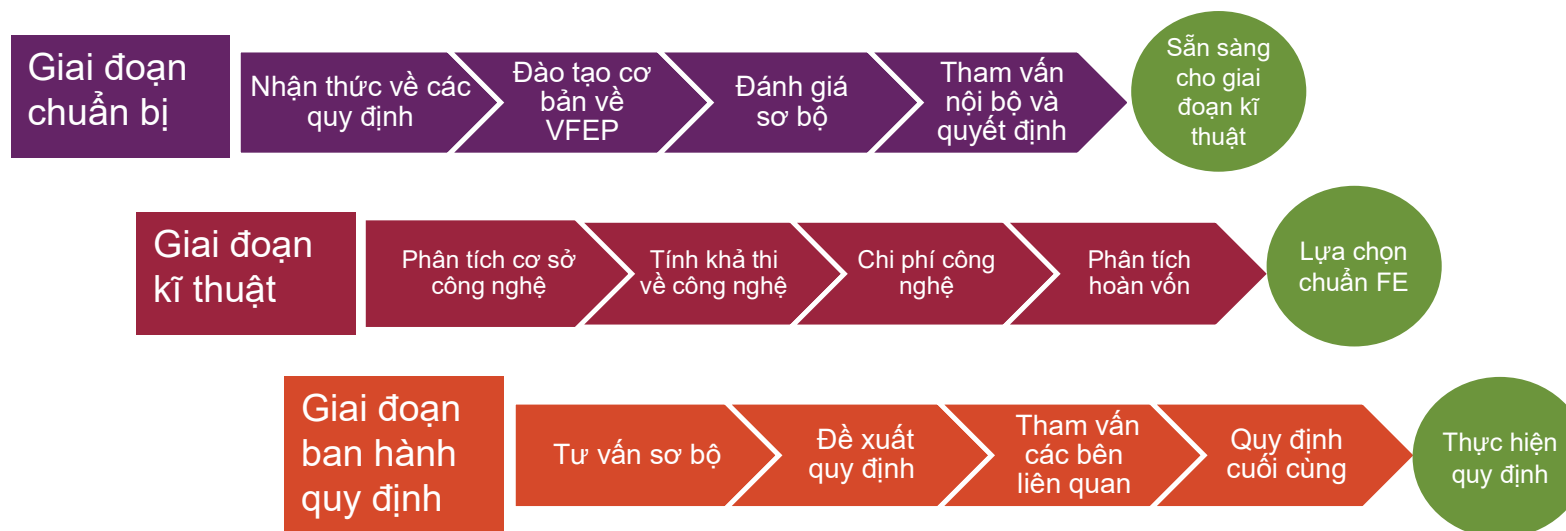 Giai đoạn
chuẩn bị
Nhận thức về các
quy định
Đào tạo cơ
bản về
VFEP
Đánh giá
sơ bộ
Tham vấn
nội bộ và
quyết định
Sẵn sàng
cho giai
đoạn kĩ
thuật
Giai đoạn
kĩ thuật
Phân tích cơ sở
công nghệ
Tính khả thi
về công nghệ
Chi phí công
nghệ
Phân tích
hoàn vốn
Lựa chọn
chuẩn FE
Giai đoạn
ban hành
quy định
Tư vấn sơ bộ
Đề xuất
quy định
Tham vấn
các bên
liên quan
Quy định
cuối cùng
Thực hiện
quy định